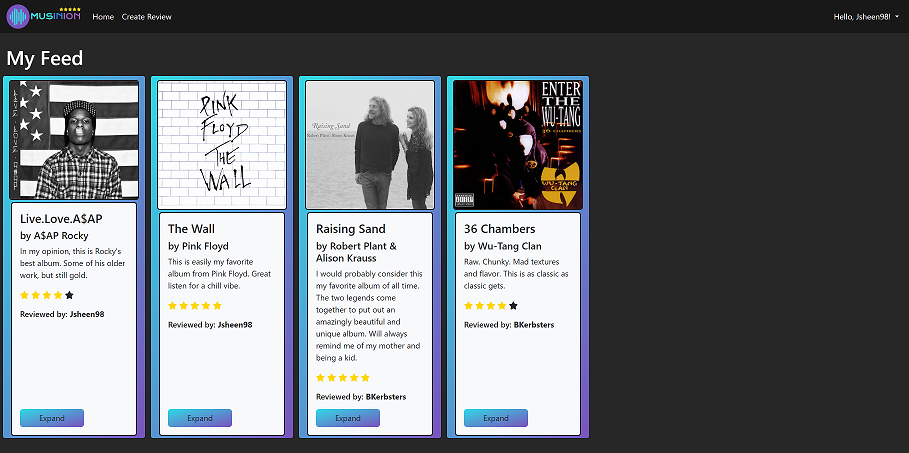 MUSINION
Home
Create Review
Hello, Jsheen98!
My Feed
Live.Love.A$AP
by A$AP Rocky
In my opinion, this is Rocky's
best album. Some of his older
work, but still gold.
Reviewed by: Jsheen98
Expand
PINK
FLOYD
THE
WALL
The Wall
by Pink Floyd
This is easily my favorite
album from Pink Floyd. Great
listen for a chill vibe.
Reviewed by: Jsheen98
Expand
Raising Sand
Robert Plant Alison Krauss
Raising Sand
by Robert Plant &
Alison Krauss
I would probably consider this
my favorite album of all time.
The two legends come
together to put out an
amazingly beautiful and
unique album. Will always
remind me of my mother and
being a kid.
Reviewed by: BKerbsters
Expand
ENTER
THE
WU-TANG
36 CHAMBERS
WU-TANG
CLAN
36 Chambers
by Wu-Tang Clan
Raw. Chunky. Mad textures
and flavor. This is as classic as
classic gets.
Reviewed by: BKerbsters
Expand